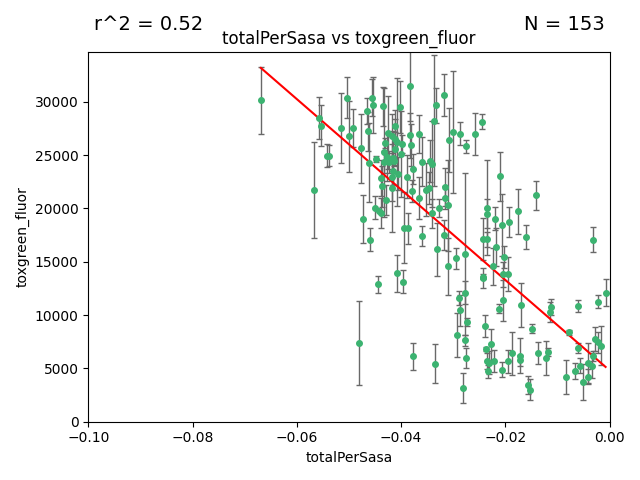 r^2 = 0.52
N = 153
totalPerSasa vs toxgreen_fluor
30000
25000
20000
15000
10000
5000
0
toxgreen_fluor
−0.10
−0.08
−0.06
−0.04
−0.02
0.00
totalPerSasa